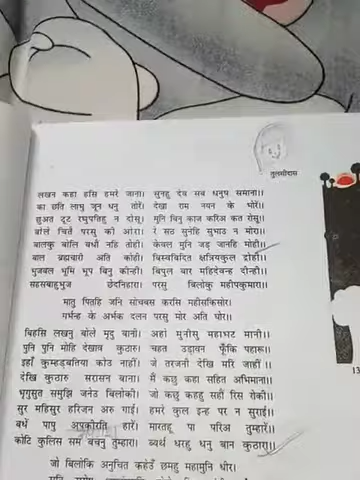 तुलसीदास
लखन कहा हसि हमरे जाना। सुनहु देव सब धनुष समाना।।
का छति लाभु जून धनु तोरें। देखा राम नयन के भोरें।।
छुअत टूट रघुपतिहु न दोसू। मुनि बिनु काज करिअ कत रोसू।।
बोले चितै परसु की ओरा। रे सठ सुनेहि सुभाउ न मोरा।।
बालकु बोलि बधौं नहि तोही। केवल मुनि जड़ जानहि मोही।।
बाल ब्रह्मचारी अति कोही। बिस्वबिदित क्षत्रियकुल द्रोही।।
भुजबल भूमि भूप बिनु कीन्ही। बिपुल बार महिदेवन्ह दीन्ही।।
सहसबाहुभुज छेदनिहारा। परसु बिलोकु महीपकुमारा।।
मातु पितहि जनि सोचबस करसि महीसकिसोर।
गर्भन्ह के अर्भक दलन परसु मोर अति घोर।।
बिहसि लखनु बोले मृदु बानी। अहो मुनीसु महाभट मानी।।
पुनि पुनि मोहि देखाव कुठारू। चहत उड़ावन फूँकि पहारू।।
इहाँ कुम्हड़बतिया कोउ नाहीं। जे तरजनी देखि मरि जाहीं।।
देखि कुठारु सरासन बाना। मैं कछु कहा सहित अभिमाना।।
भृगुसुत समुझि जनेउ बिलोकी। जो कछु कहहु सहौं रिस रोकी।।
सुर महिसुर हरिजन अरु गाई। हमरे कुल इन्ह पर न सुराई।।
बधें पापु अपकीरति हारें। मारतहू पा परिअ तुम्हारें।।
कोटि कुलिस सम बचनु तुम्हारा। ब्यर्थ धरहु धनु बान कुठारा।।
जो बिलोकि अनुचित कहेउँ छमहु महामुनि धीर।
13